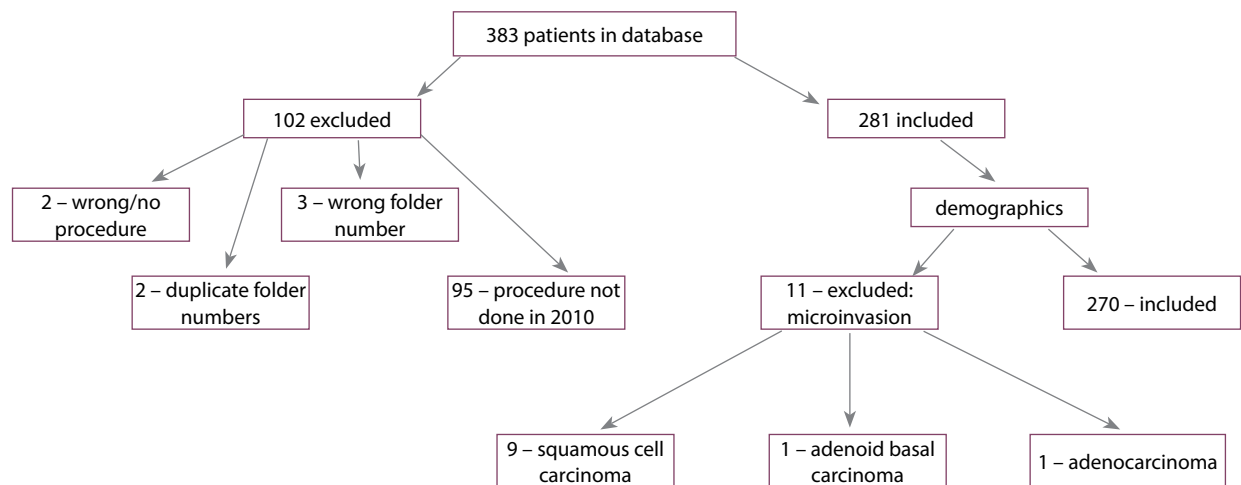 383 patients in database
102 excluded
281 included
2 – wrong/no
procedure
3 – wrong folder
number
demographics
2 – duplicate folder
numbers
95 – procedure not
done in 2010
11 – excluded:
microinvasion
270 – included
9 – squamous cell
carcinoma
1 – adenoid basal
carcinoma
1 – adenocarcinoma